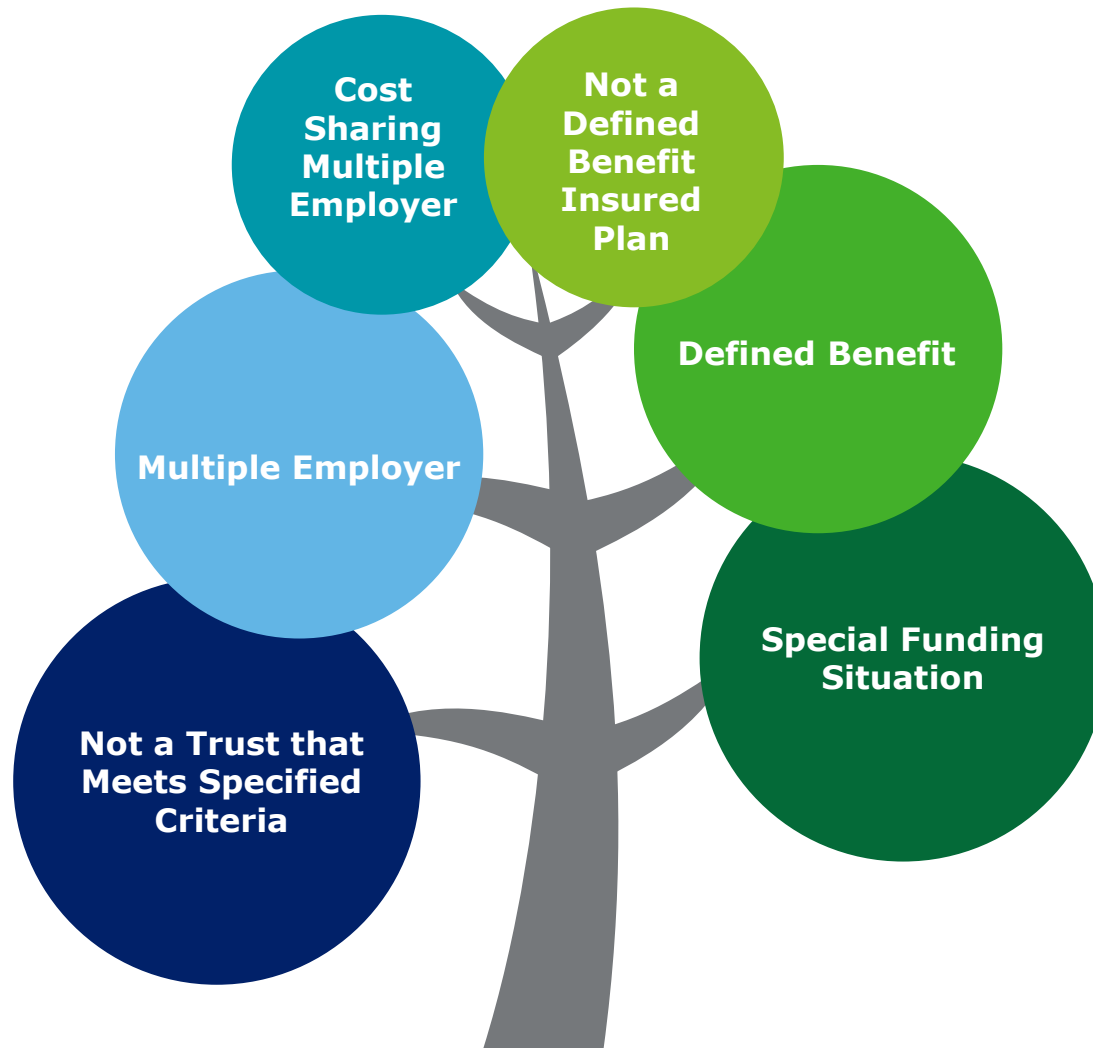 Cost
Sharing
Multiple
Employer
Not a
Defined
Benefit
Insured
Plan
Defined Benefit
Multiple Employer
Special Funding
Situation
Not a Trust that
Meets Specified
Criteria